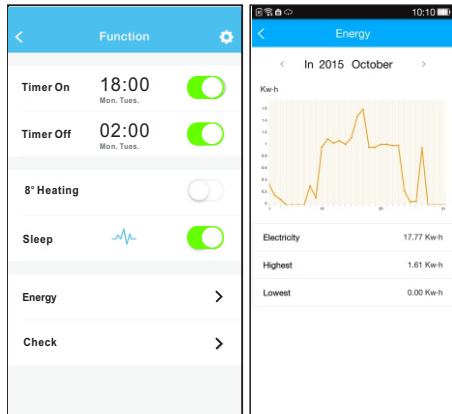 Function
Timer On
18:00
Mon. Tues.
Timer Off
02:00
Mon. Tues.
8° Heating
Sleep
Energy
Check
10:10
Energy
In 2015 October
Kw-h
Electricity
17.77 Kw-h
Highest
1.61 Kw-h
Lowest
0.00 Kw-h